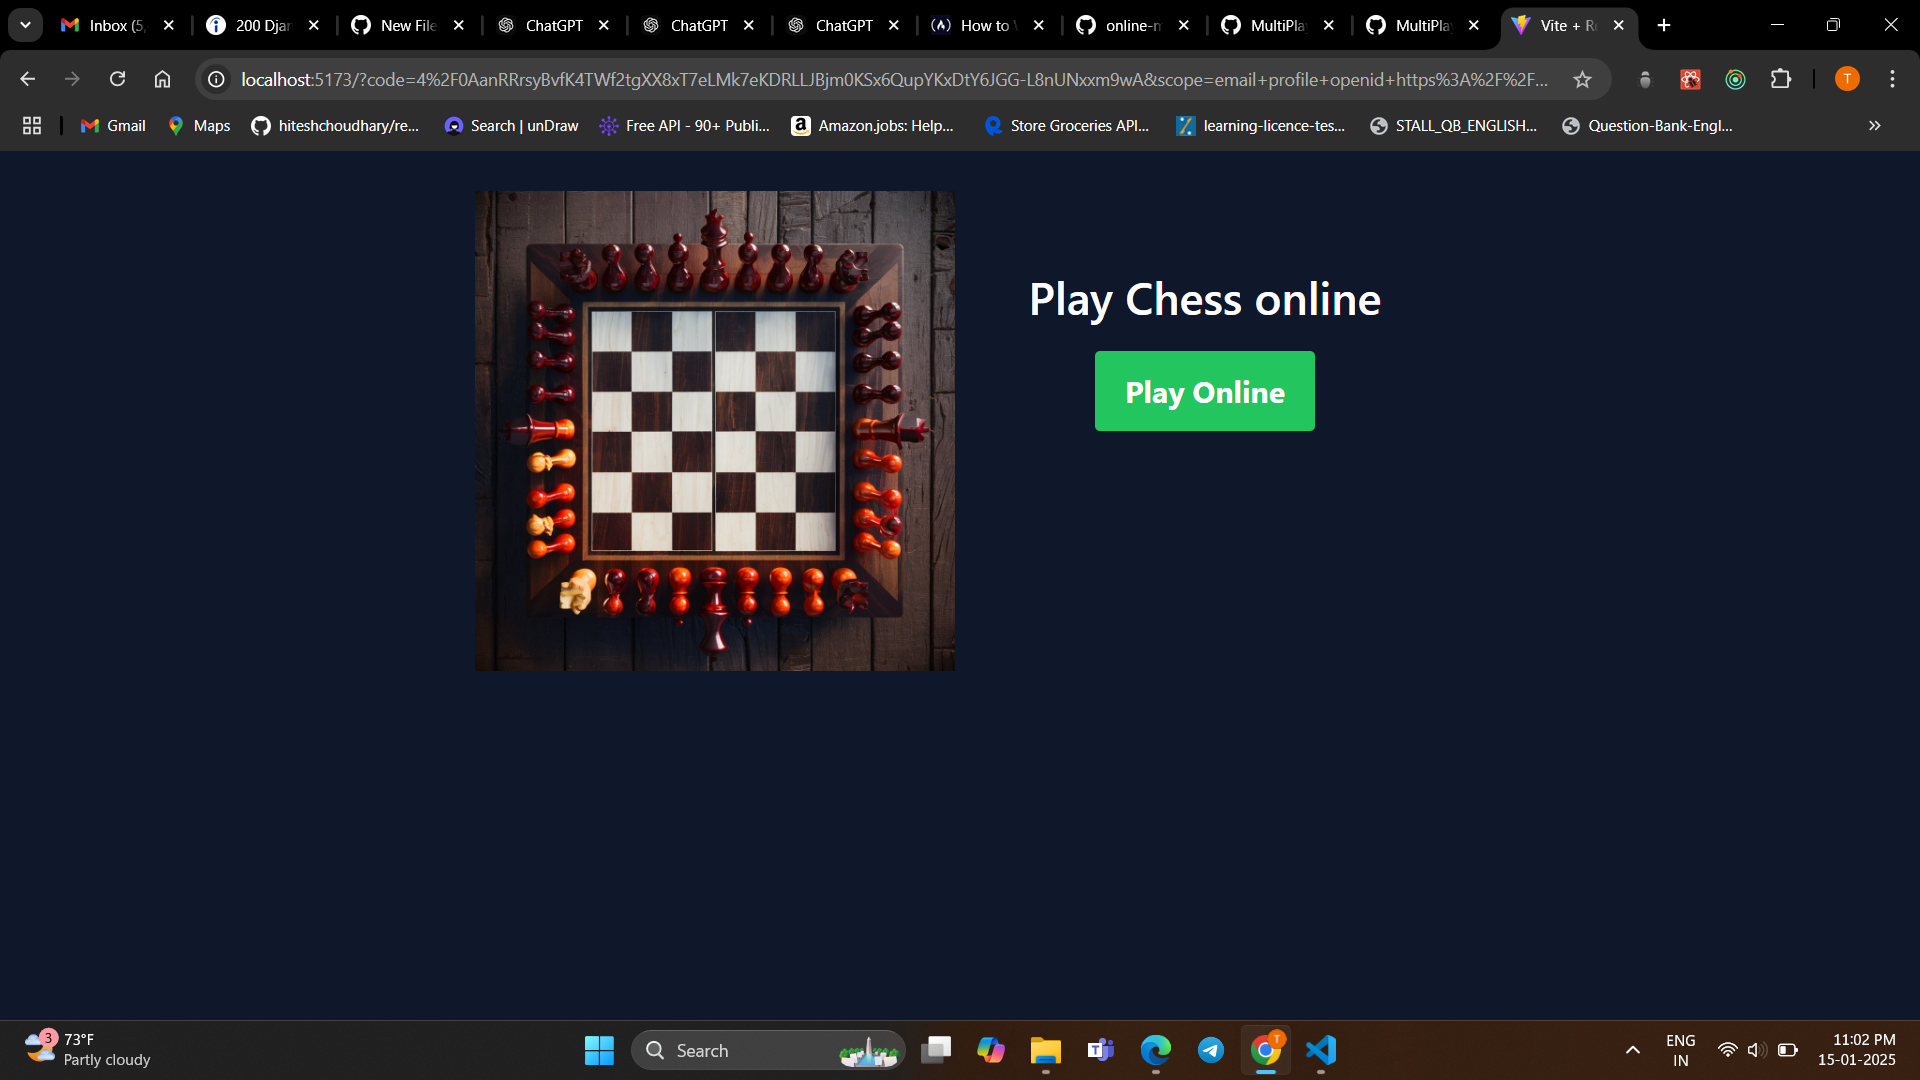 Inbox (5,
200 Djan
New File
ChatGPT
ChatGPT
ChatGPT
How to
online-m
MultiPla
MultiPla
Vite + Re
localhost:5173/?code=4%2F0AanRRrsyBvfK4TWf2tgXX8xT7eLMk7eKDRLLJBjm0KSx6QupYKxDtY6JGG-L8nUNxxm9wA&scope=email+profile+openid+https%3A%2F%2F...
T
Gmail
Maps
hiteshchoudhary/re...
Search | unDraw
Free API - 90+ Publi...
Amazon.jobs: Help...
Store Groceries API...
learning-licence-tes...
STALL_QB_ENGLISH...
Question-Bank-Engl...
Play Chess online
Play Online
3
73°F
Partly cloudy
Search
T
ENG
IN
11:02 PM
15-01-2025